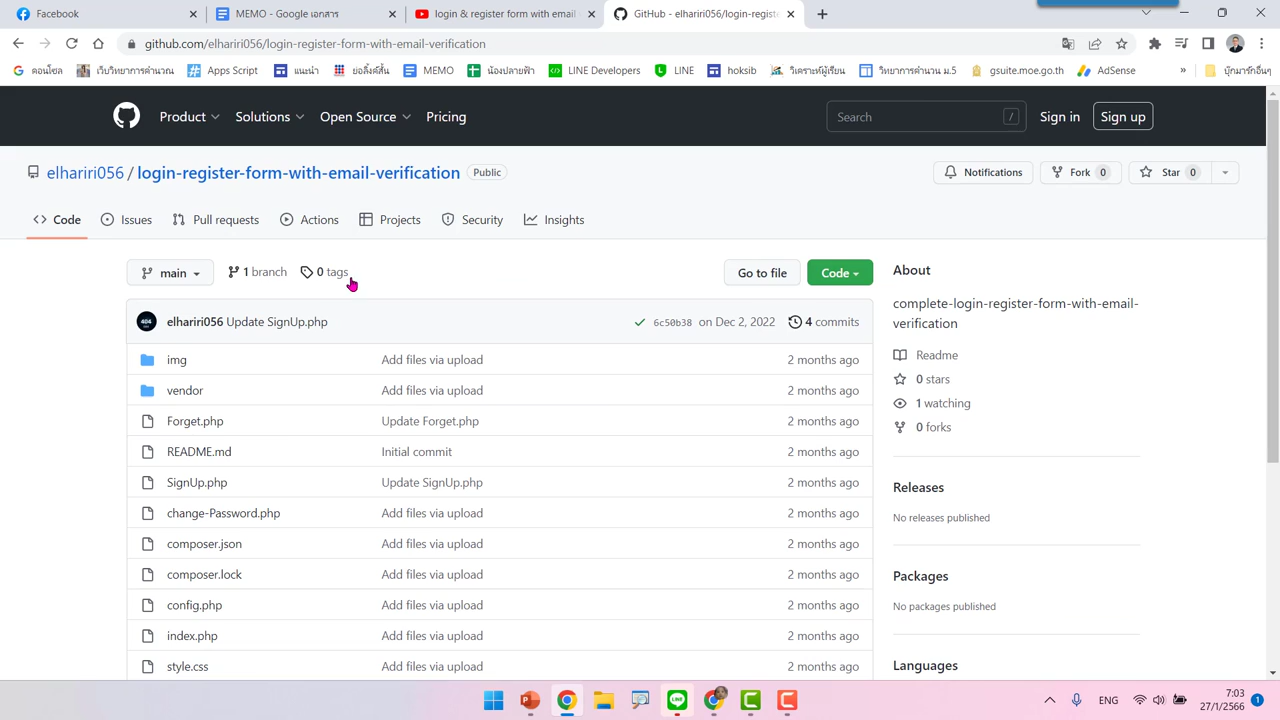 Facebook
MEMO - Google เอกสาร
login & register form with email
GitHub - elhariri056/login-registe
github.com/elhariri056/login-register-form-with-email-verification
คอนโซล
เว็บวิทยาการคำนวณ
Apps Script
แนะนำ
ย่อลิ้งค์สั้น
MEMO
น้องปลายฟ้า
LINE Developers
LINE
hoksib
วิเคราะห์ผู้เรียน
วิทยาการคำนวณ ม.5
gsuite.moe.go.th
AdSense
»
บุ๊กมาร์กอื่นๆ
Product
Solutions
Open Source
Pricing
Search /
Sign in
Sign up
elhariri056 / login-register-form-with-email-verification Public
Notifications
Fork 0
Star 0
Code
Issues
Pull requests
Actions
Projects
Security
Insights
main
1 branch
0 tags
Go to file
Code
elhariri056 Update SignUp.php 6c50b38 on Dec 2, 2022 4 commits
img Add files via upload 2 months ago
vendor Add files via upload 2 months ago
Forget.php Update Forget.php 2 months ago
README.md Initial commit 2 months ago
SignUp.php Update SignUp.php 2 months ago
change-Password.php Add files via upload 2 months ago
composer.json Add files via upload 2 months ago
composer.lock Add files via upload 2 months ago
config.php Add files via upload 2 months ago
index.php Add files via upload 2 months ago
style.css Add files via upload 2 months ago
About
complete-login-register-form-with-email-
verification
Readme
0 stars
1 watching
0 forks
Releases
No releases published
Packages
No packages published
Languages
ENG
7:03
27/1/2566
1